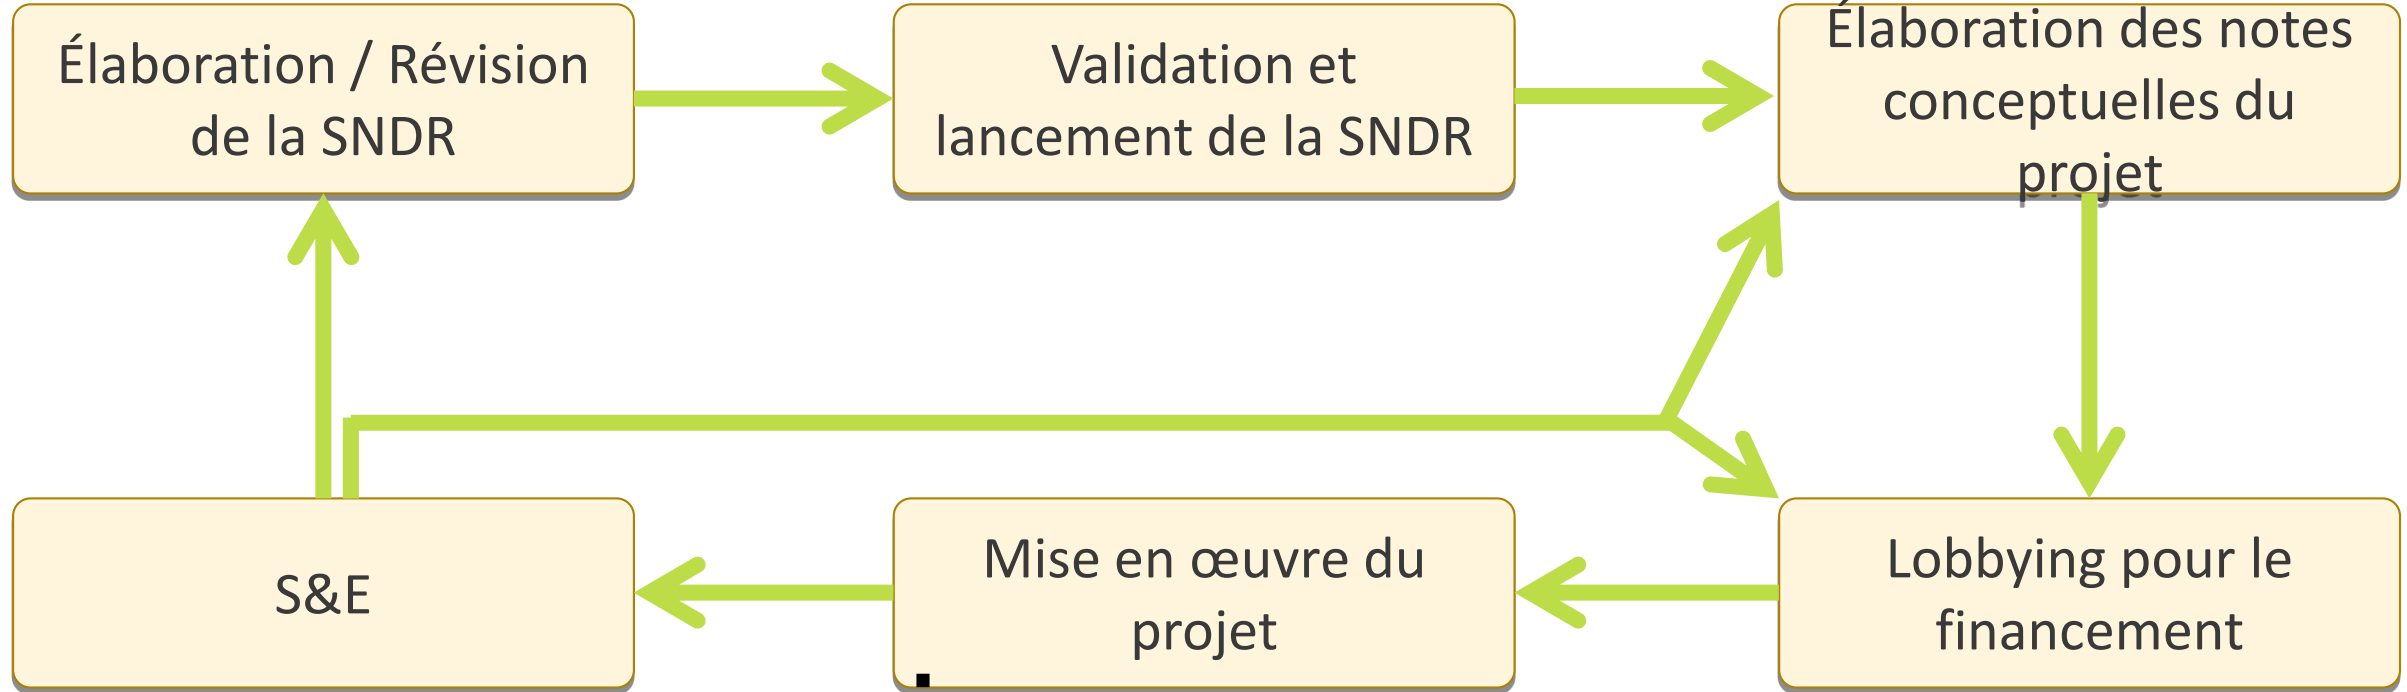 Élaboration / Révision
de la SNDR
Validation et
lancement de la SNDR
Élaboration des notes
conceptuelles du
projet
S&E
Mise en œuvre du
projet
Lobbying pour le
financement